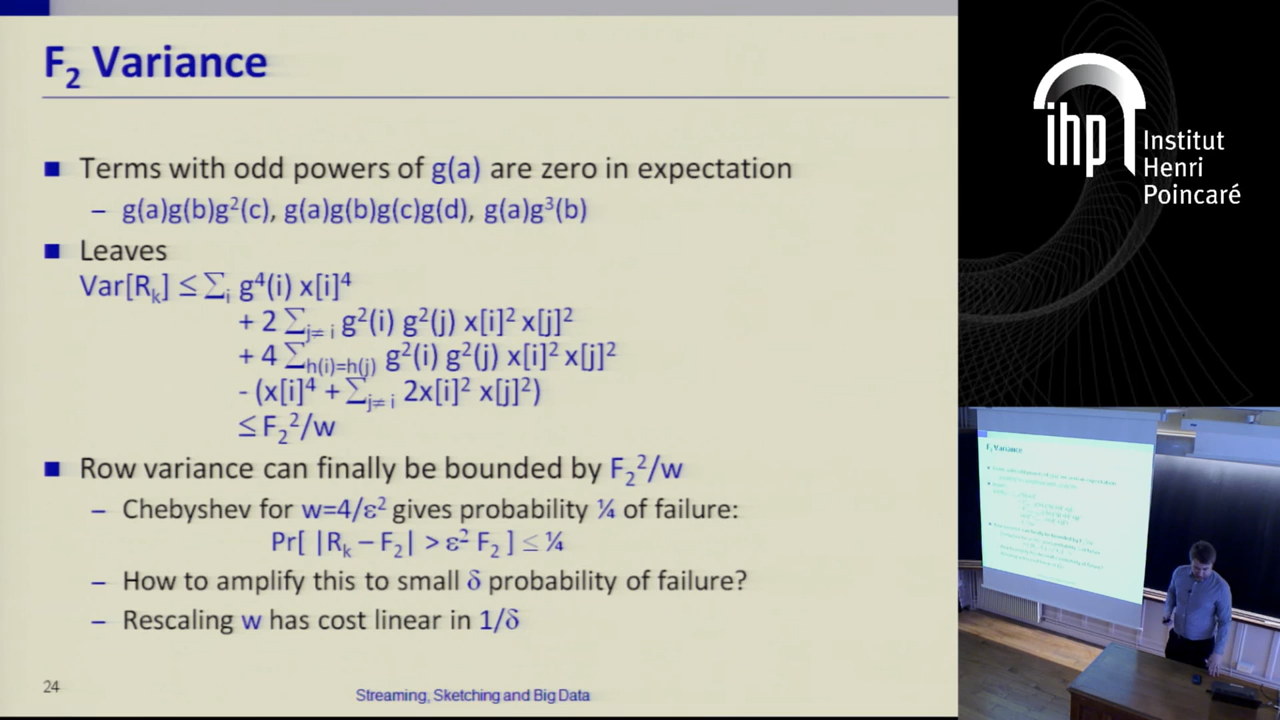 F₂ Variance
■ Terms with odd powers of g(a) are zero in expectation
– g(a)g(b)g²(c), g(a)g(b)g(c)g(d), g(a)g³(b)
■ Leaves
Var[Rₖ] ≤ ∑ᵢ g⁴(i) x[i]⁴
+ 2 ∑j≠ i g²(i) g²(j) x[i]² x[j]²
+ 4 ∑h(i)=h(j) g²(i) g²(j) x[i]² x[j]²
- (x[i]⁴ + ∑j≠ i 2x[i]² x[j]²)
≤ F₂²/w
■ Row variance can finally be bounded by F₂²/w
– Chebyshev for w=4/ε² gives probability ¼ of failure:
Pr[ |Rₖ – F₂| > ε² F₂ ] ≤ ¼
– How to amplify this to small δ probability of failure?
– Rescaling w has cost linear in 1/δ
24
Streaming, Sketching and Big Data
ihp
Institut
Henri
Poincaré
F₂ Variance